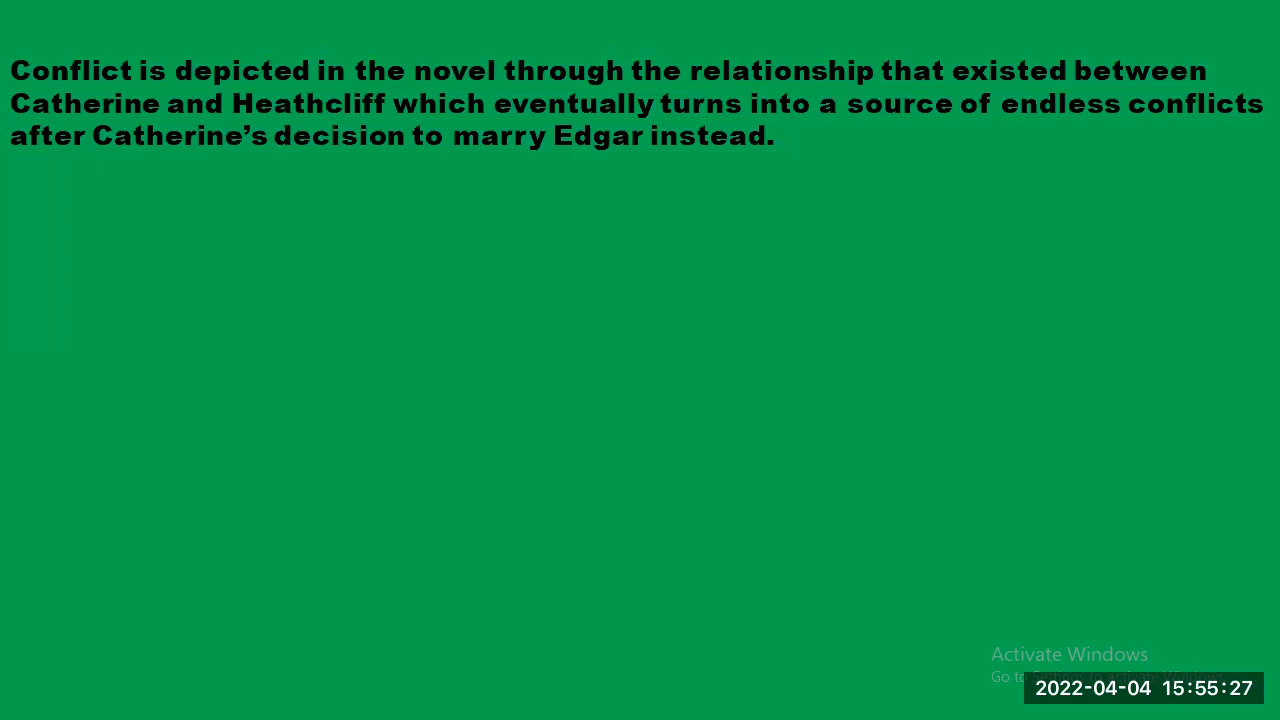 Conflict is depicted in the novel through the relationship that existed between
Catherine and Heathcliff which eventually turns into a source of endless conflicts
after Catherine’s decision to marry Edgar instead.
Activate Windows
Go to
2022-04-04 15:55:27